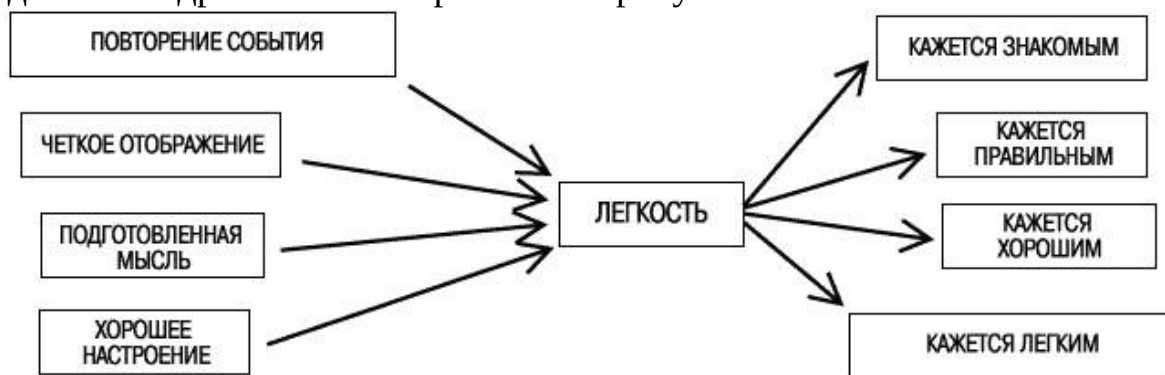 ПОВТОРЕНИЕ СОБЫТИЯ
ЧЕТКОЕ ОТОБРАЖЕНИЕ
ПОДГОТОВЛЕННАЯ
МЫСЛЬ
ХОРОШЕЕ
НАСТРОЕНИЕ
ЛЕГКОСТЬ
КАЖЕТСЯ ЗНАКОМЫМ
КАЖЕТСЯ
ПРАВИЛЬНЫМ
КАЖЕТСЯ
ХОРОШИМ
КАЖЕТСЯ ЛЕГКИМ